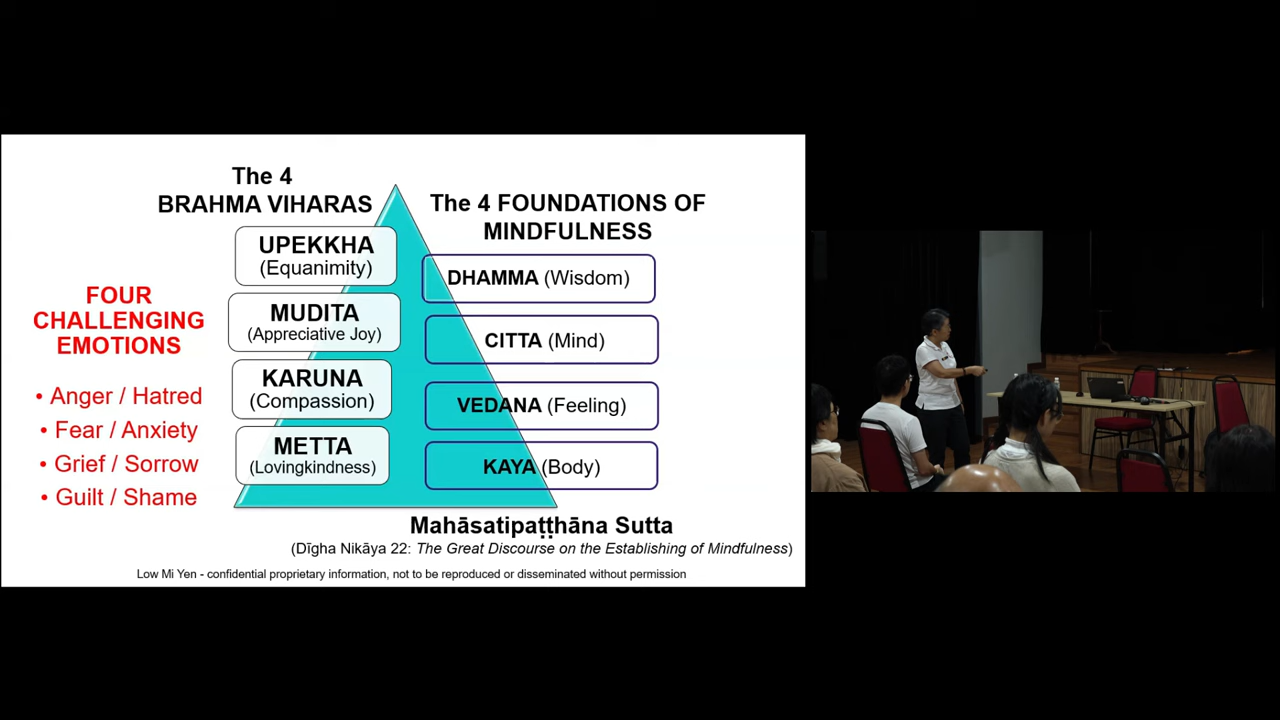 The 4
BRAHMA VIHARAS
UPEKKHA
(Equanimity)
MUDITA
(Appreciative Joy)
KARUNA
(Compassion)
METTA
(Lovingkindness)
The 4 FOUNDATIONS OF
MINDFULNESS
DHAMMA (Wisdom)
CITTA (Mind)
VEDANA (Feeling)
KAYA (Body)
FOUR
CHALLENGING
EMOTIONS
• Anger / Hatred
• Fear / Anxiety
• Grief / Sorrow
• Guilt / Shame
Mahāsatipaṭṭhāna Sutta
(Dīgha Nikāya 22: The Great Discourse on the Establishing of Mindfulness)
Low Mi Yen - confidential proprietary information, not to be reproduced or disseminated without permission